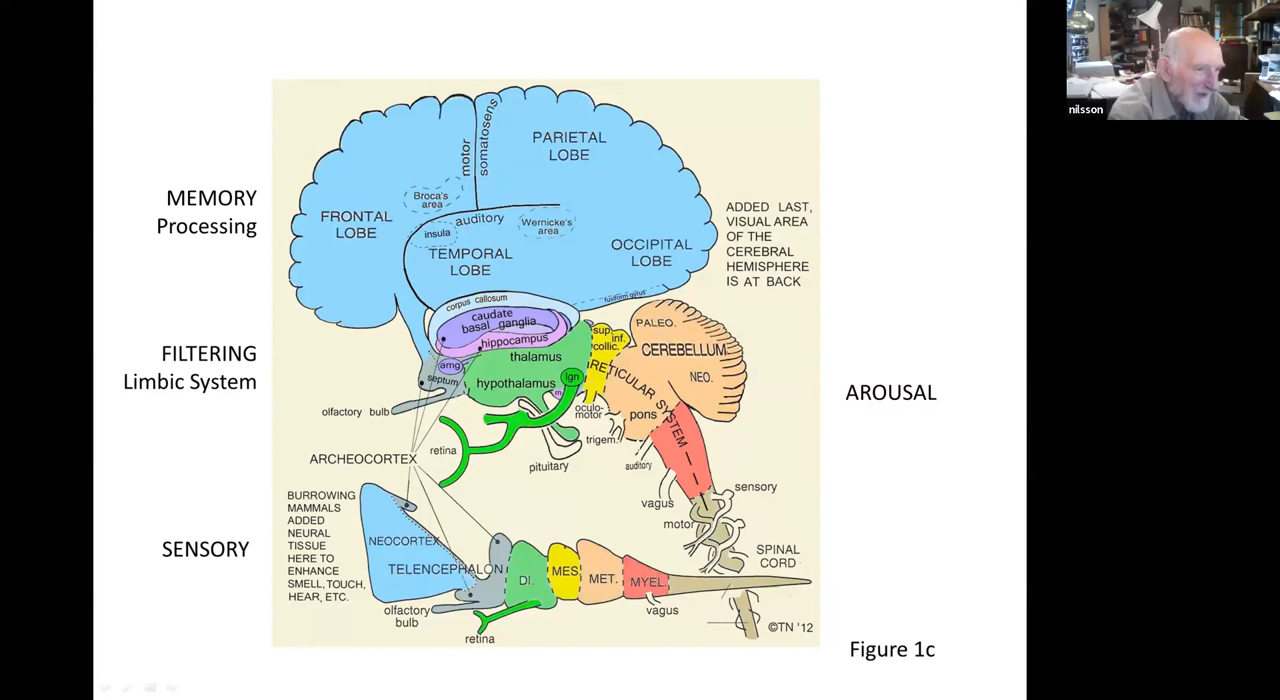 nilsson
MEMORY
Processing
FILTERING
Limbic System
SENSORY
AROUSAL
Figure 1c
motor
somatosens
PARIETAL
LOBE
Broca's
area
FRONTAL
LOBE
auditory
insula
Wernicke's
area
TEMPORAL
LOBE
OCCIPITAL
LOBE
ADDED LAST,
VISUAL AREA
OF THE
CEREBRAL
HEMISPHERE
IS AT BACK
corpus callosum
fusiform gyrus
caudate
basal ganglia
hippocampus
amg
septum
thalamus
hypothalamus
lgn
m
sup.
inf.
collic.
PALEO.
CEREBELLUM
NEO.
RETICULAR SYSTEM
pons
oculo-
motor
trigem.
auditory
olfactory bulb
retina
pituitary
ARCHEOCORTEX
vagus
sensory
motor
SPINAL
CORD
BURROWING
MAMMALS
ADDED
NEURAL
TISSUE
HERE TO
ENHANCE
SMELL, TOUCH,
HEAR, ETC.
NEOCORTEX
TELENCEPHALON
DI.
MES.
MET.
MYEL.
olfactory
bulb
retina
vagus
©TN '12